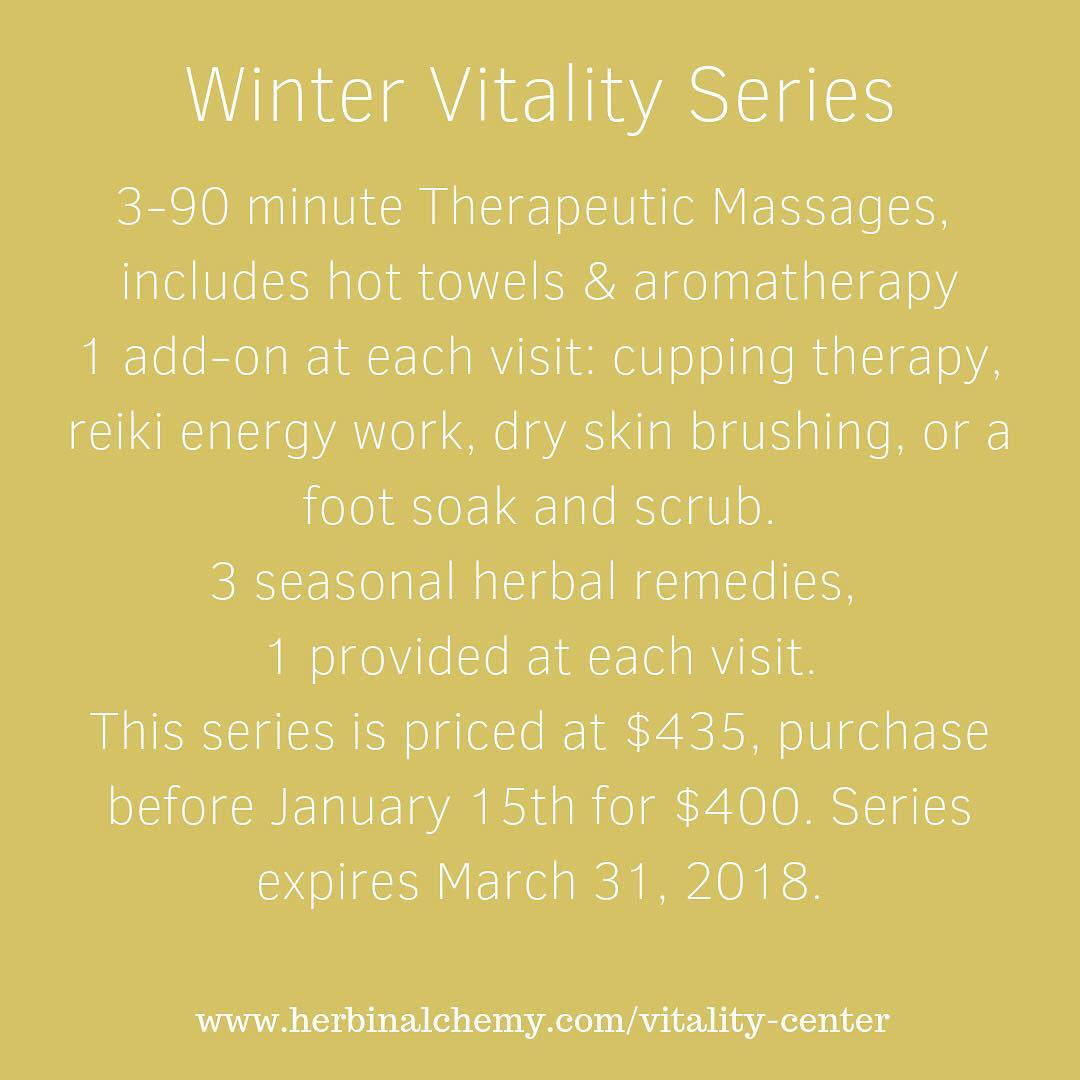 Winter Vitality Series
3-90 minute Therapeutic Massages,
includes hot towels & aromatherapy
1 add-on at each visit: cupping therapy,
reiki energy work, dry skin brushing, or a
foot soak and scrub.
3 seasonal herbal remedies,
1 provided at each visit.
This series is priced at $435, purchase
before January 15th for $400. Series
expires March 31, 2018.
www.herbinalchemy.com/vitality-center